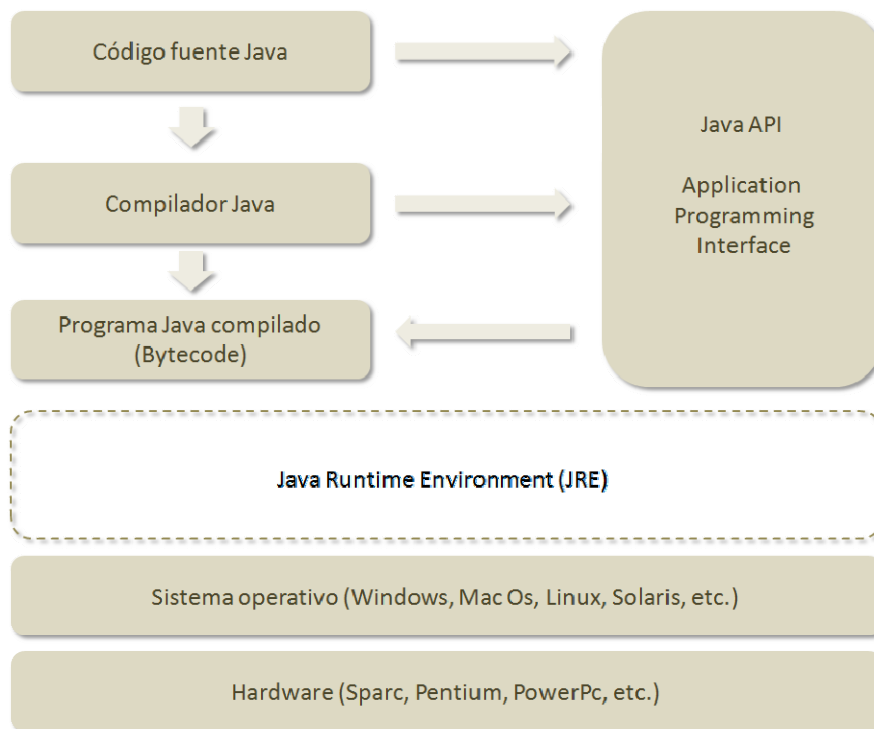 Código fuente Java
Java API
Application
Programming
Interface
Compilador Java
Programa Java compilado
(Bytecode)
Java Runtime Environment (JRE)
Sistema operativo (Windows, Mac Os, Linux, Solaris, etc.)
Hardware (Sparc, Pentium, PowerPc, etc.)